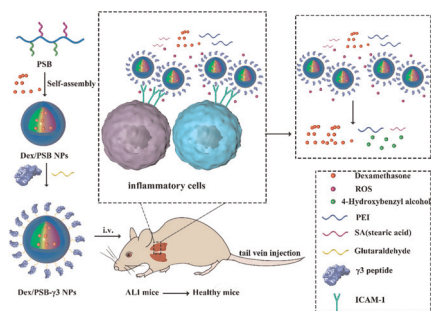 PSB
Self-assembly
Dex/PSB NPs
Dex/PSB-γ3 NPs
i.v.
inflammatory cells
tail vein injection
ALI mice
Healthy mice
Dexamethasone
ROS
4-Hydroxybenzyl alcohol
PEI
SA(stearic acid)
Glutaraldehyde
γ3 peptide
ICAM-1